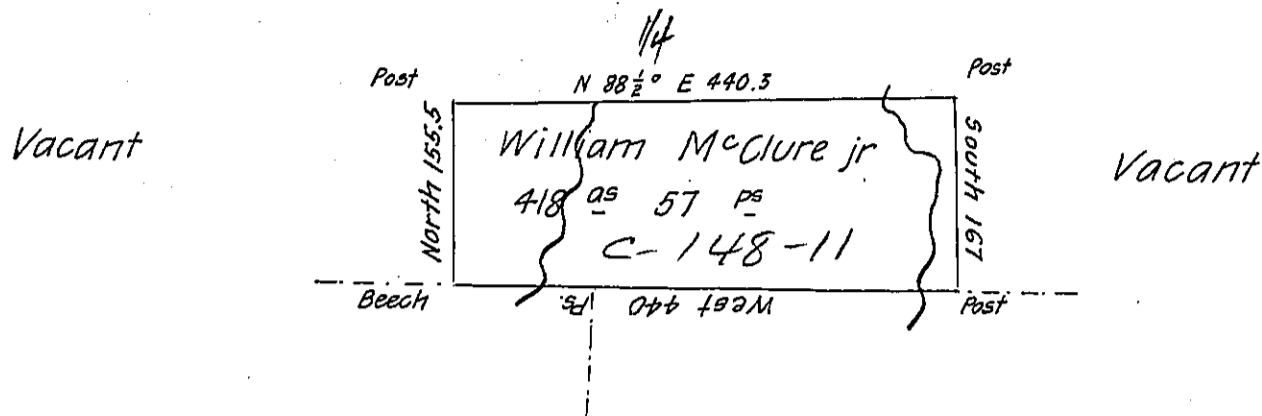 1/4
Post
N 88½° E 440.3
Post
Vacant
North 155.5
William McClure jr
418 as 57 ps
C-148-11
South 167
Vacant
Beech
West 440 Ps.
Post